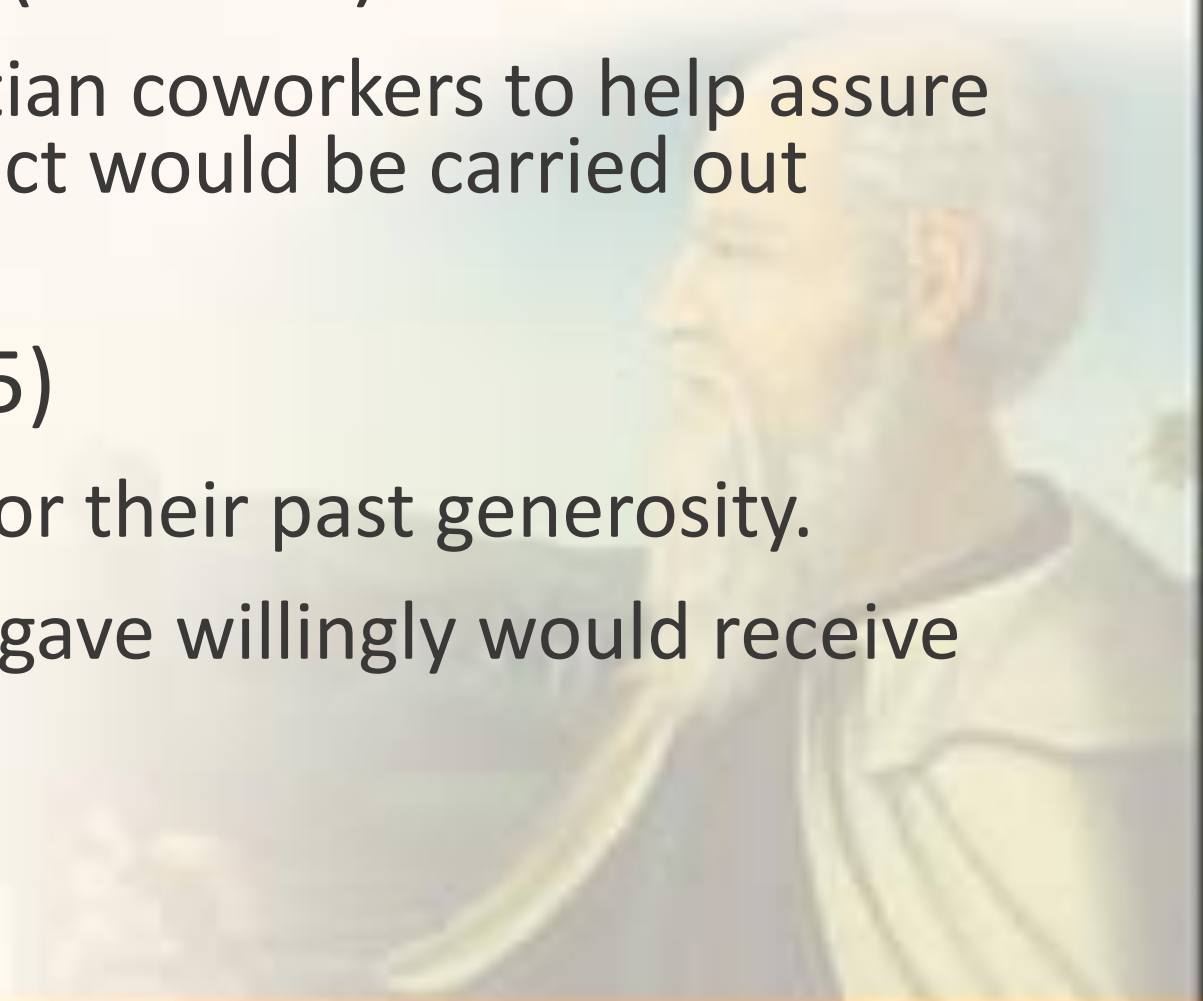 tian coworkers to help assure
ct would be carried out
5)
or their past generosity.
gave willingly would receive